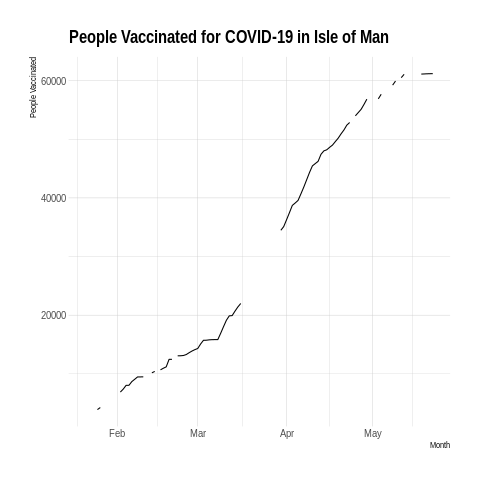 People Vaccinated for COVID-19 in Isle of Man
People Vaccinated
60000
40000
20000
Feb Mar Apr May
Month